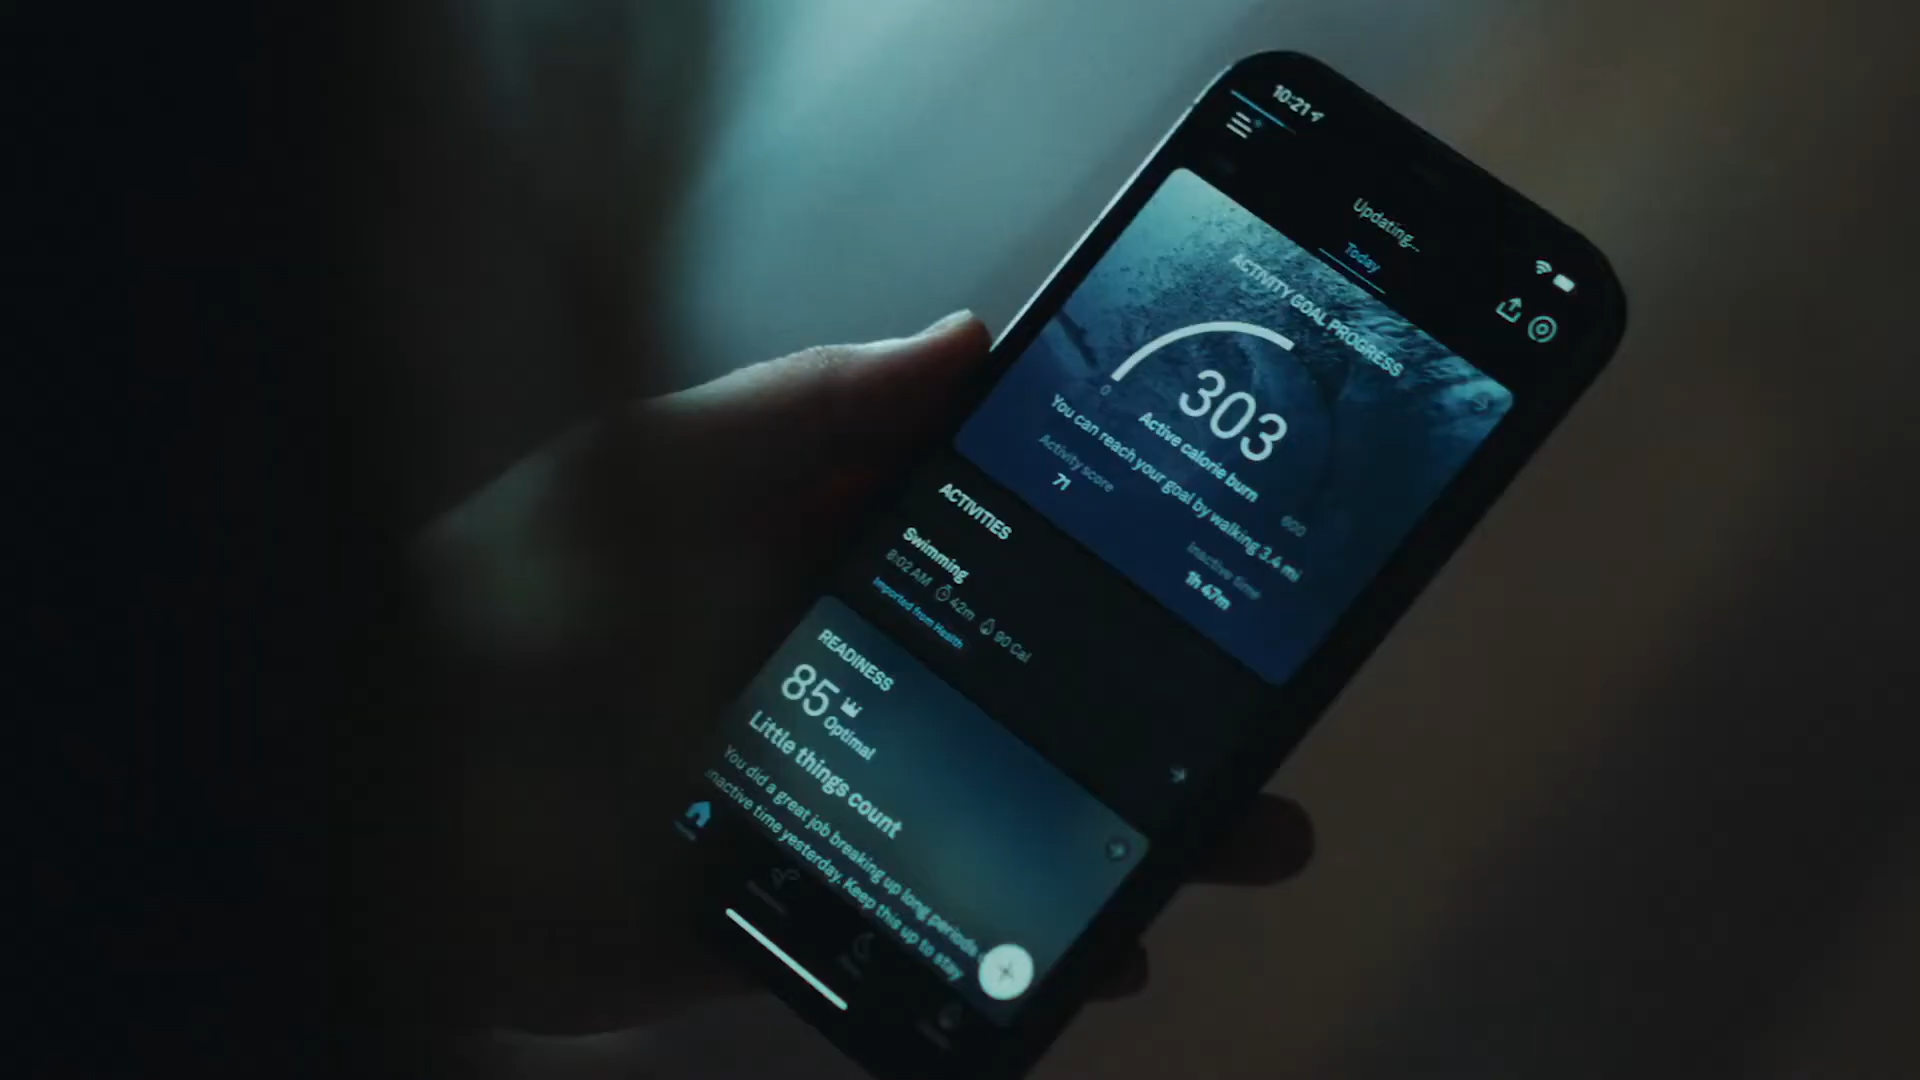 10:21
Updating...
Today
ACTIVITY GOAL PROGRESS
303
Active calorie burn
0
600
You can reach your goal by walking 3.4 mi
Activity score
71
Inactive time
1h 47m
ACTIVITIES
Swimming
8:02 AM 42m 90 Cal
Imported from Health
READINESS
85
Optimal
Little things count
You did a great job breaking up long periods
inactive time yesterday. Keep this up to stay